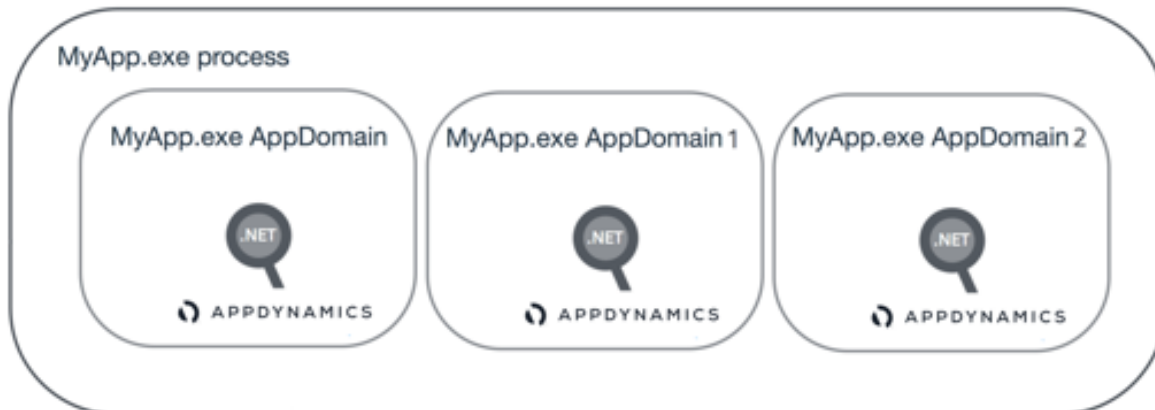 MyApp.exe process
MyApp.exe AppDomain
MyApp.exe AppDomain 1
MyApp.exe AppDomain 2
.NET
.NET
.NET
APPDYNAMICS
APPDYNAMICS
APPDYNAMICS